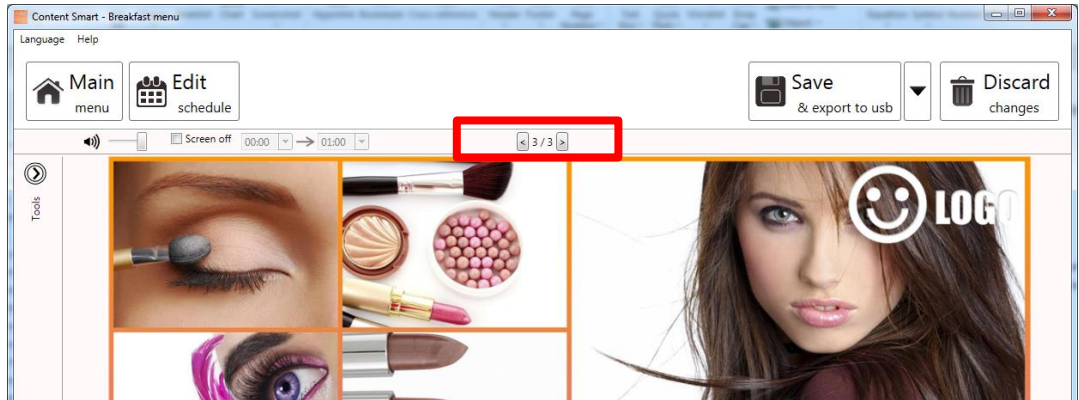 Content Smart - Breakfast menu
Language Help
Main
menu
Edit
schedule
Save
& export to usb
Discard
changes
Screen off 00:00 01:00
< 3 / 3 >
Tools
LOGO